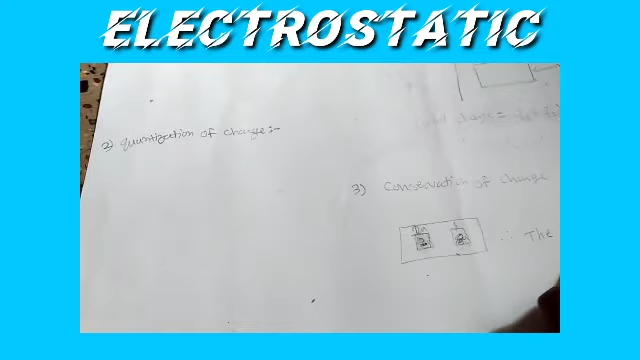 ELECTROSTATIC
2) Quantization of charge :-
3) Conservation of charge
∴ The